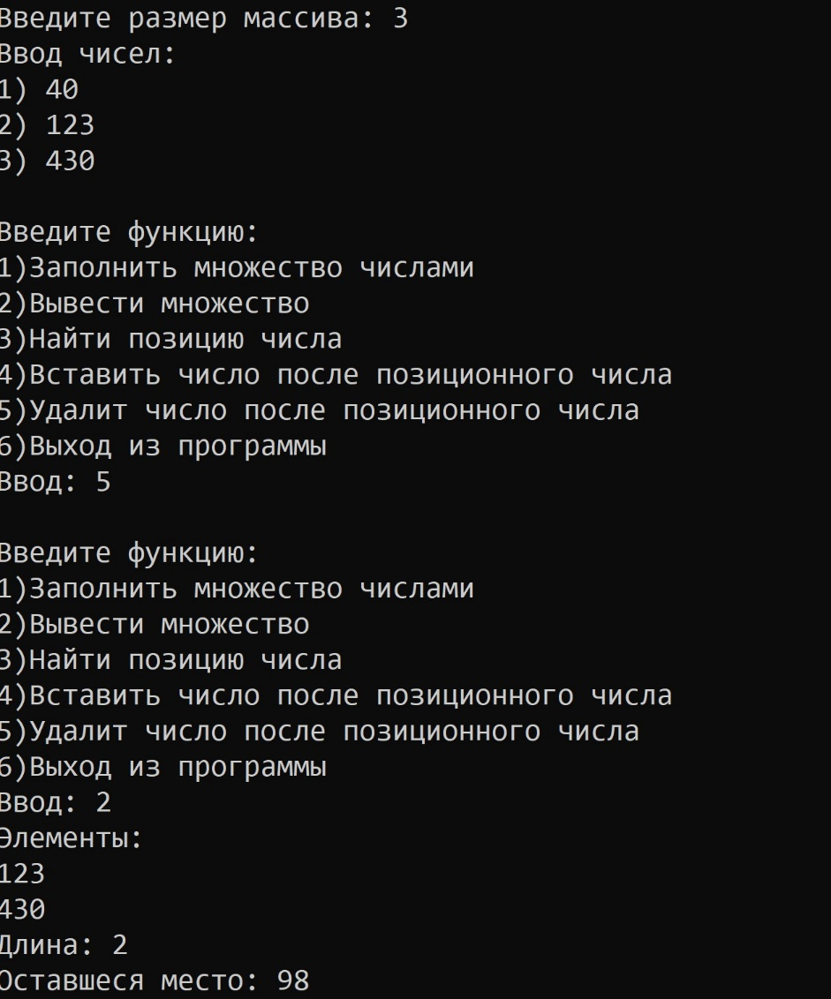 Введите размер массива: 3
Ввод чисел:
1) 40
2) 123
3) 430
Введите функцию:
1)Заполнить множество числами
2)Вывести множество
3)Найти позицию числа
4)Вставить число после позиционного числа
5)Удалит число после позиционного числа
6)Выход из программы
Ввод: 5
Введите функцию:
1)Заполнить множество числами
2)Вывести множество
3)Найти позицию числа
4)Вставить число после позиционного числа
5)Удалит число после позиционного числа
6)Выход из программы
Ввод: 2
Элементы:
123
430
Длина: 2
Оставшеся место: 98